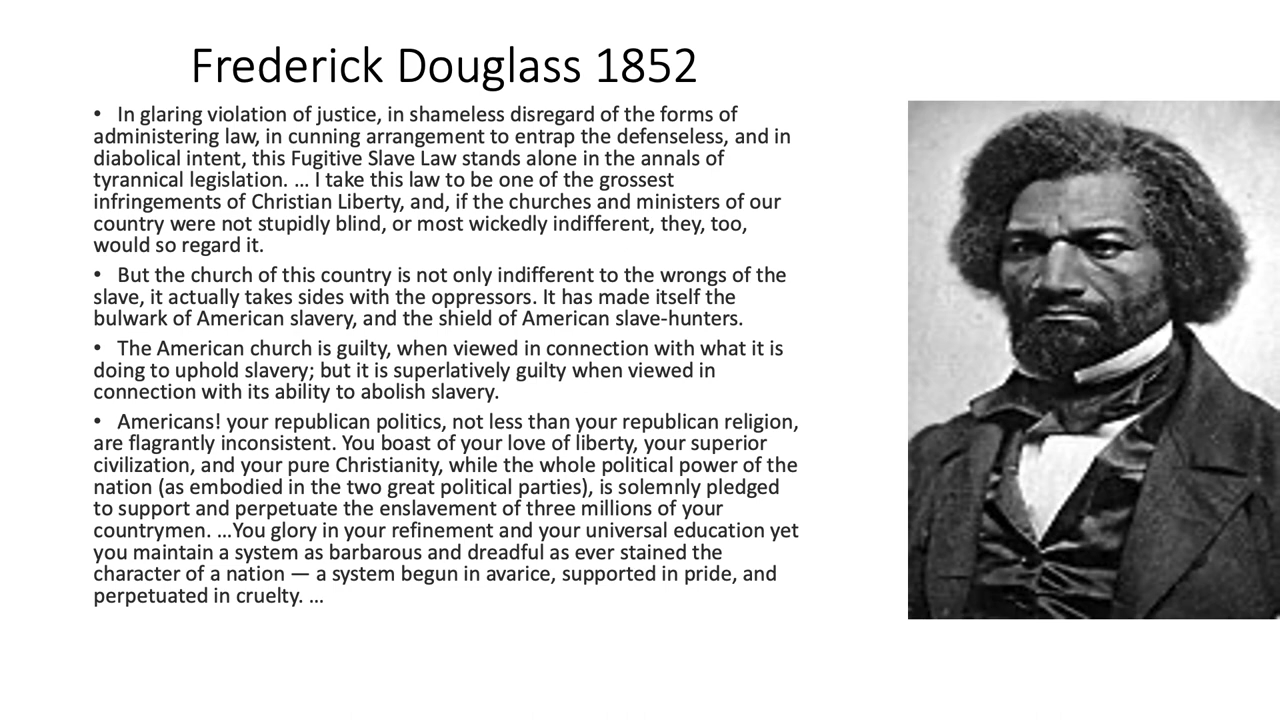 Frederick Douglass 1852
• In glaring violation of justice, in shameless disregard of the forms of
administering law, in cunning arrangement to entrap the defenseless, and in
diabolical intent, this Fugitive Slave Law stands alone in the annals of
tyrannical legislation. … I take this law to be one of the grossest
infringements of Christian Liberty, and, if the churches and ministers of our
country were not stupidly blind, or most wickedly indifferent, they, too,
would so regard it.
• But the church of this country is not only indifferent to the wrongs of the
slave, it actually takes sides with the oppressors. It has made itself the
bulwark of American slavery, and the shield of American slave-hunters.
• The American church is guilty, when viewed in connection with what it is
doing to uphold slavery; but it is superlatively guilty when viewed in
connection with its ability to abolish slavery.
• Americans! your republican politics, not less than your republican religion,
are flagrantly inconsistent. You boast of your love of liberty, your superior
civilization, and your pure Christianity, while the whole political power of the
nation (as embodied in the two great political parties), is solemnly pledged
to support and perpetuate the enslavement of three millions of your
countrymen. …You glory in your refinement and your universal education yet
you maintain a system as barbarous and dreadful as ever stained the
character of a nation — a system begun in avarice, supported in pride, and
perpetuated in cruelty. …